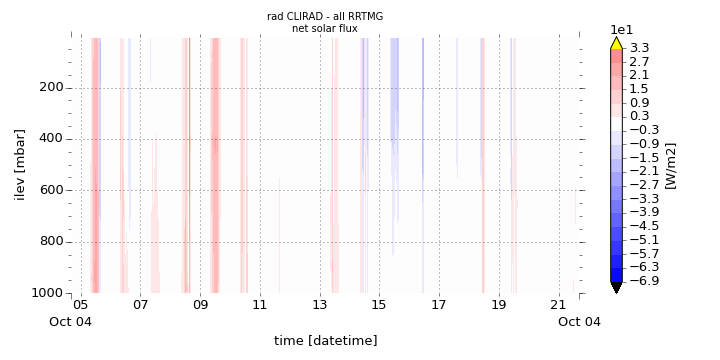 rad CLIRAD - all RRTMG
net solar flux
1e1
3.3
2.7
2.1
1.5
0.9
0.3
−0.3
−0.9
−1.5
−2.1
−2.7
−3.3
−3.9
−4.5
−5.1
−5.7
−6.3
−6.9
[W/m2]
ilev [mbar]
200
400
600
800
1000
05 07 09 11 13 15 17 19 21
Oct 04 Oct 04
time [datetime]